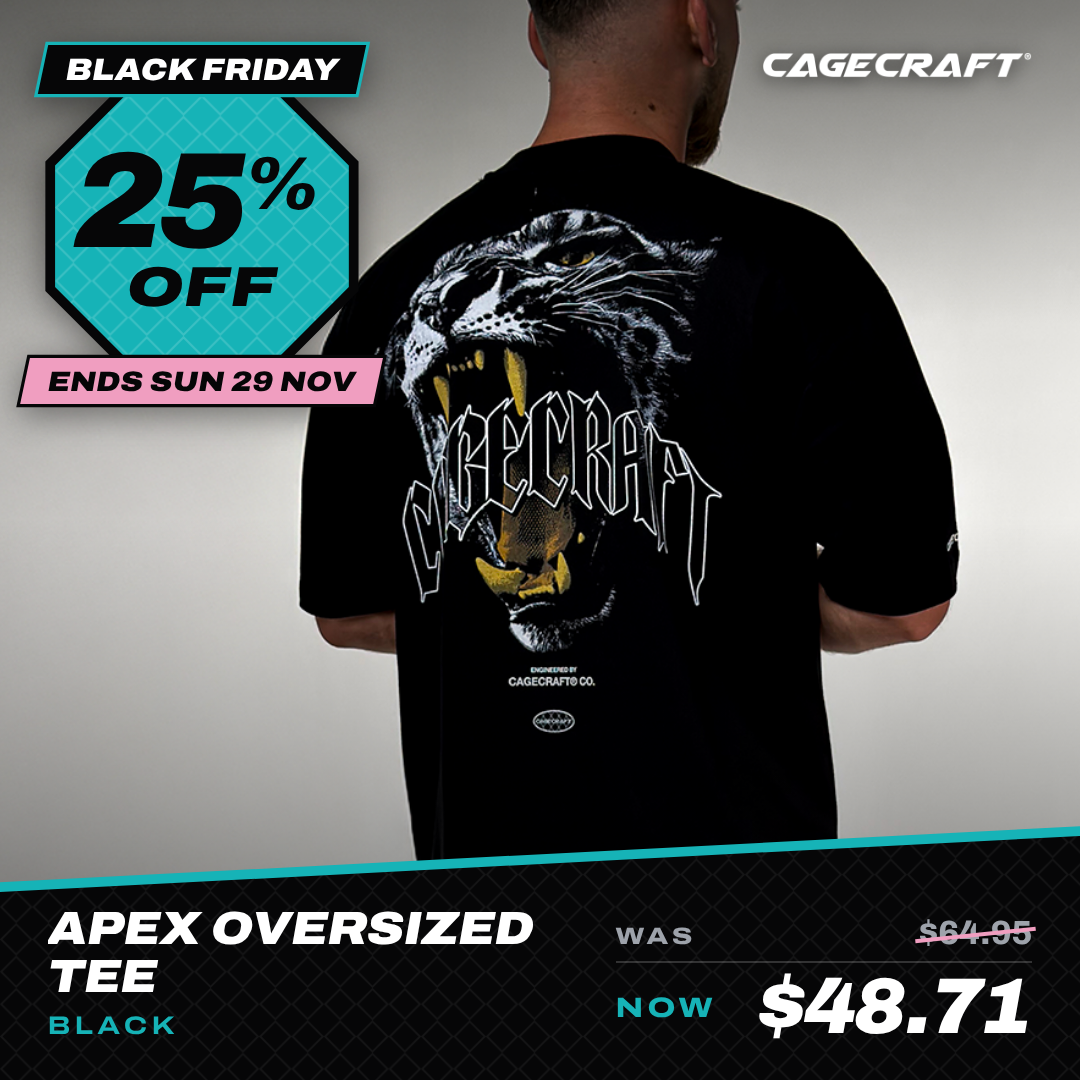 BLACK FRIDAY
CAGECRAFT®
25%
OFF
ENDS SUN 29 NOV
CAGECRAFT
ENGINEERED BY
CAGECRAFT® CO.
CAGECRAFT
APEX OVERSIZED
TEE
BLACK
WAS $64.95
NOW $48.71